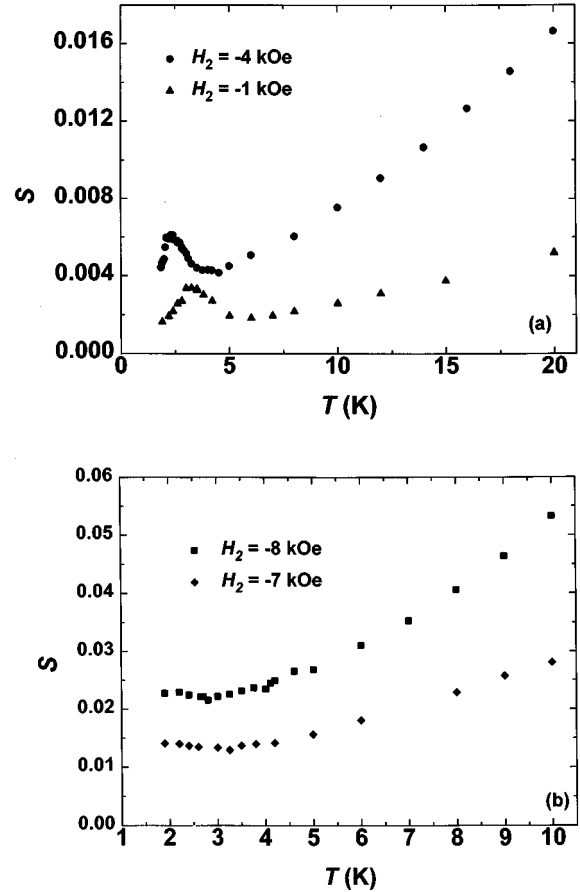 0.016
H₂ = -4 kOe
H₂ = -1 kOe
0.012
0.008
S
0.004
(a)
0.000
0 5 10 15 20
T (K)
0.06
0.05
H₂ = -8 kOe
H₂ = -7 kOe
0.04
0.03
S
0.02
0.01
(b)
0.00
1 2 3 4 5 6 7 8 9 10
T (K)